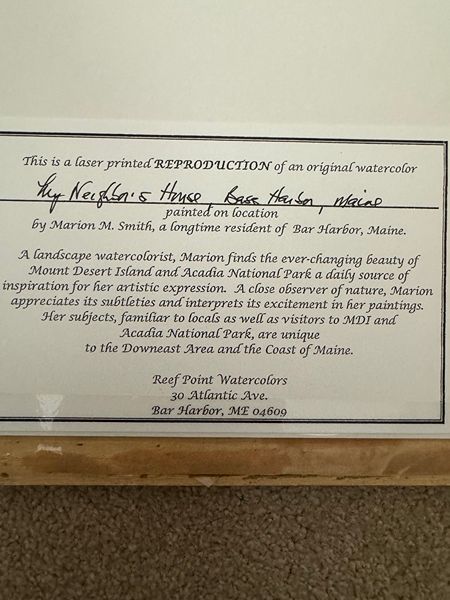 This is a laser printed REPRODUCTION of an original watercolor
My Neighbor's House, Bass Harbor, Maine
painted on location
by Marion M. Smith, a longtime resident of Bar Harbor, Maine.
A landscape watercolorist, Marion finds the ever-changing beauty of
Mount Desert Island and Acadia National Park a daily source of
inspiration for her artistic expression. A close observer of nature, Marion
appreciates its subtleties and interprets its excitement in her paintings.
Her subjects, familiar to locals as well as visitors to MDI and
Acadia National Park, are unique
to the Downeast Area and the Coast of Maine.
Reef Point Watercolors
30 Atlantic Ave.
Bar Harbor, ME 04609